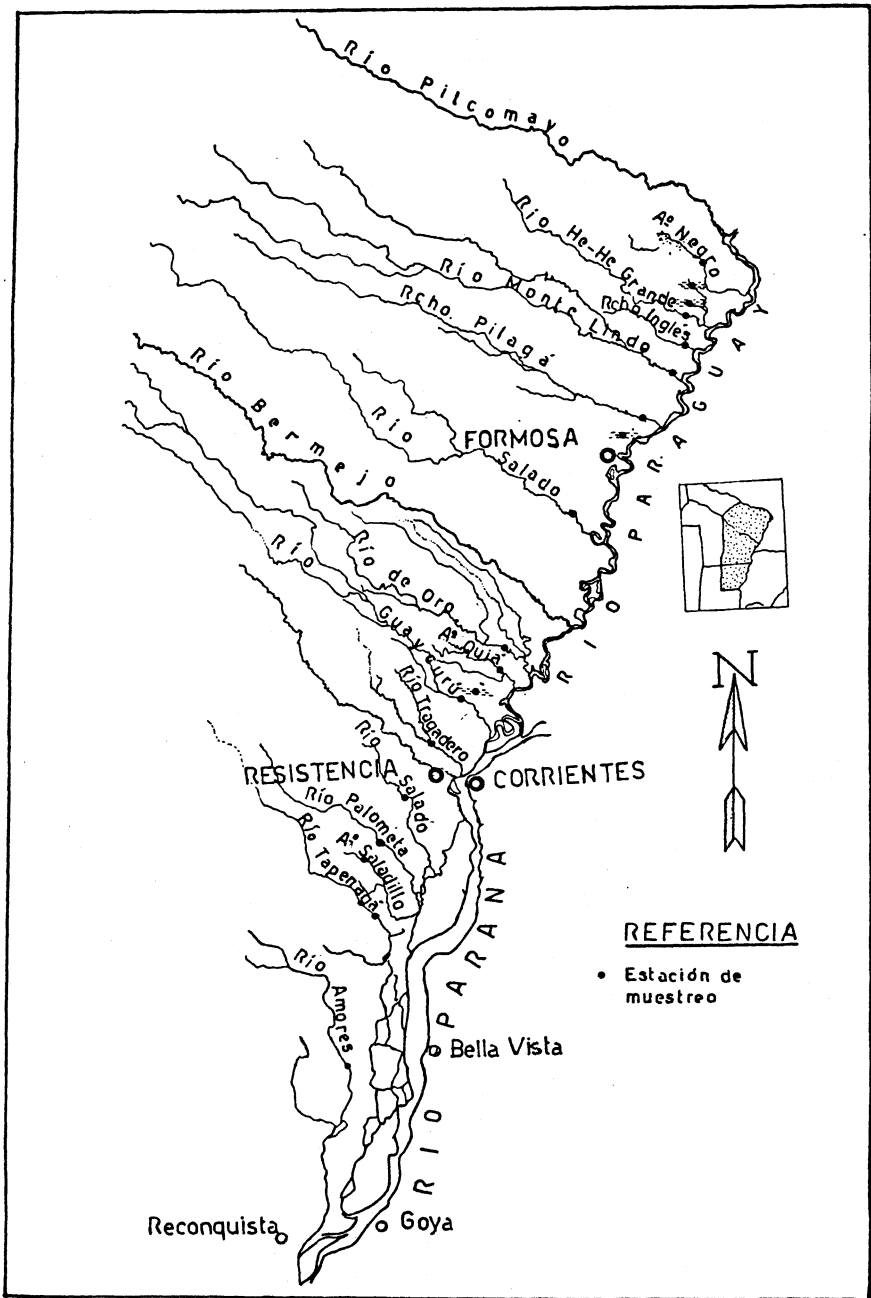 Río Pilcomayo
Aº Negro
Río He-He Grande
Rcho Inglés
Río Monte Lindo
Rcho. Pilagá
RIO PARAGUAY
Río Bermejo
FORMOSA
Río Salado
Río de Oro
Aº Quiá
Río Guaycurú
Río Tragadero
N
RESISTENCIA
CORRIENTES
Río Salado
Río Palometa
Aº Saladillo
Río Tapenagá
RIO PARANA
REFERENCIA
Estación de
muestreo
Río Amores
Bella Vista
Reconquista
Goya